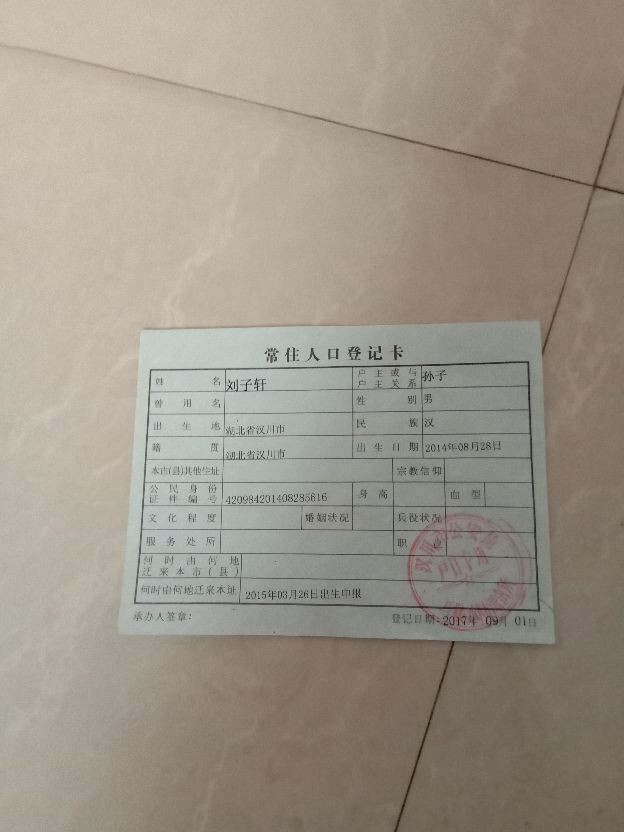 常住人口登记卡
姓名 刘子轩 户主或与户主关系 孙子
曾用名 性别 男
出生地 湖北省汉川市 民族 汉
籍贯 湖北省汉川市 出生日期 2014年08月28日
本市(县)其他住址 宗教信仰
公民身份证件编号 420984201408285616 身高 血型
文化程度 婚姻状况 兵役状况
服务处所 职业
何时由何地迁来本市(县)
何时由何地迁来本址 2015年03月26日出生申报
承办人签章: 登记日期: 2017年 09月 01日
户口专用